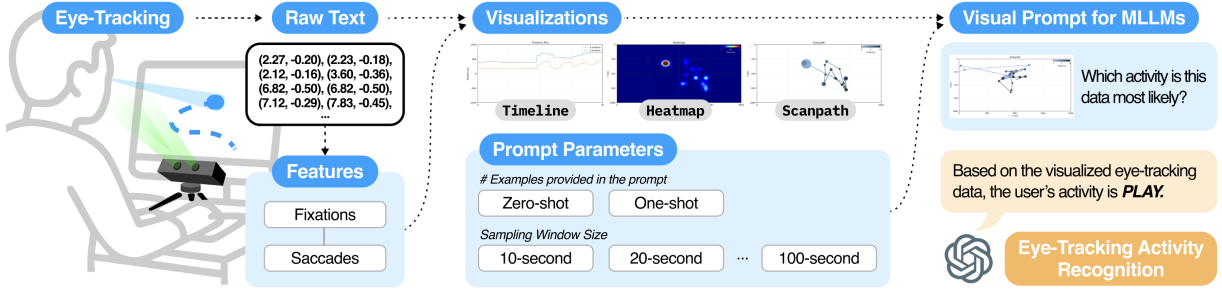 Eye-Tracking
Raw Text
(2.27, -0.20), (2.23, -0.18),
(2.12, -0.16), (3.60, -0.36),
(6.82, -0.50), (6.82, -0.50),
(7.12, -0.29), (7.83, -0.45),
...
Features
Fixations
Saccades
Visualizations
Timeline
Heatmap
Scanpath
Prompt Parameters
# Examples provided in the prompt
Zero-shot
One-shot
Sampling Window Size
10-second
20-second
...
100-second
Visual Prompt for MLLMs
Which activity is this
data most likely?
Based on the visualized eye-tracking
data, the user's activity is PLAY.
Eye-Tracking Activity
Recognition